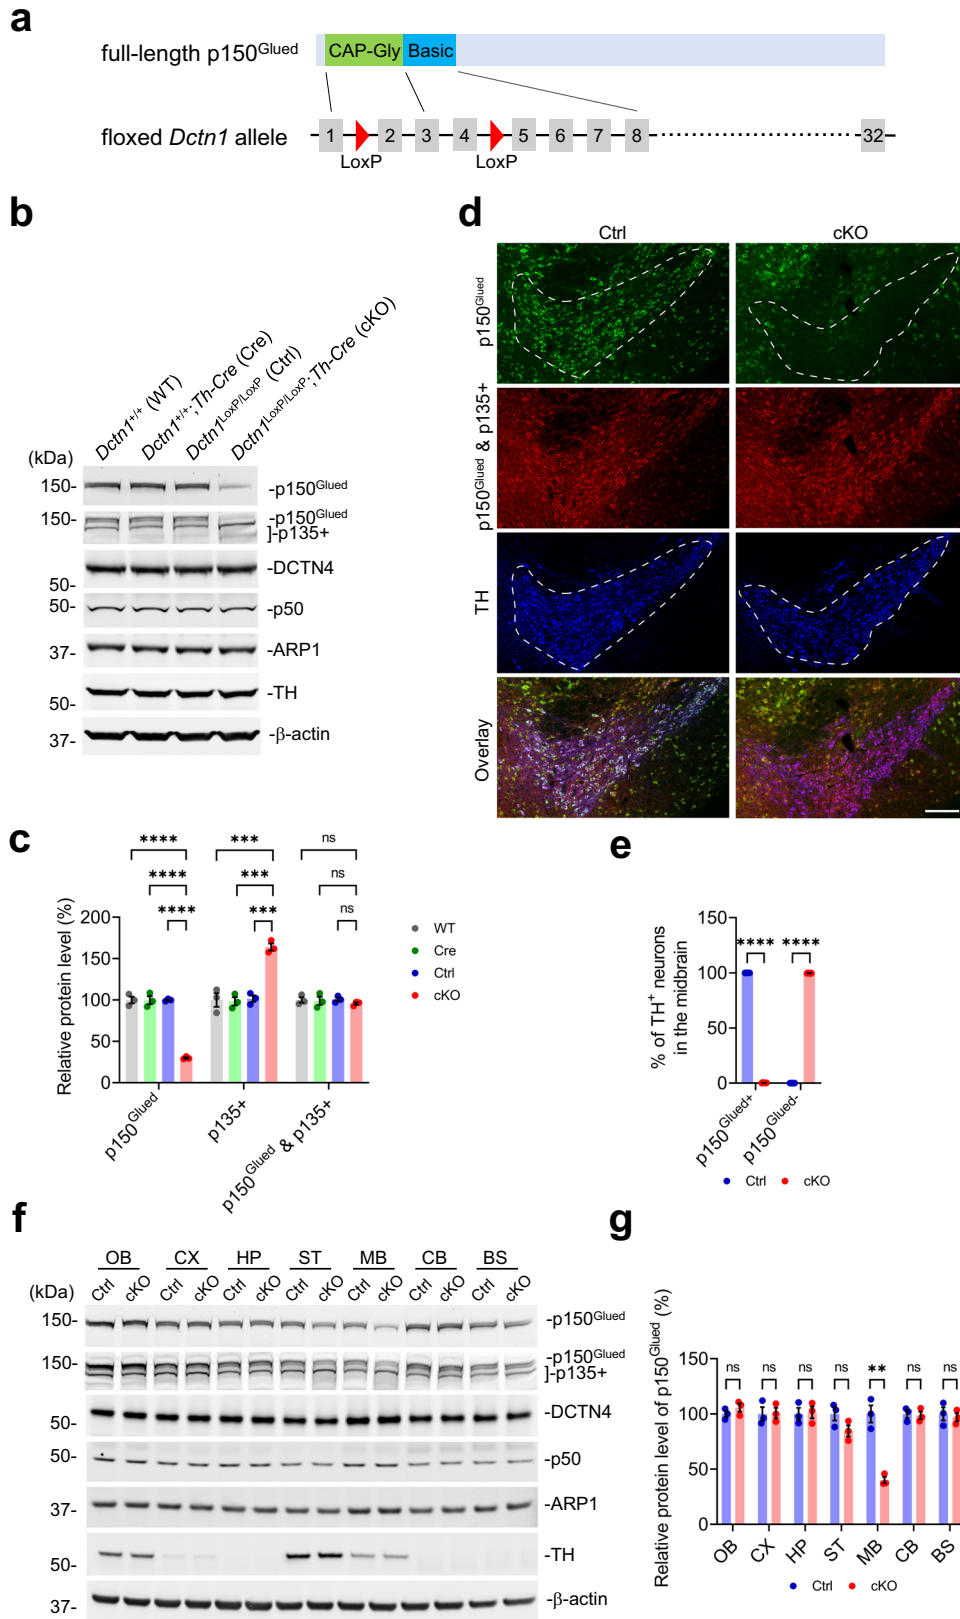 a
full-length p150Glued
CAP-Gly Basic
floxed Dctn1 allele
1 2 3 4 5 6 7 8 32
LoxP LoxP
b
Dctn1+/+ (WT)
Dctn1+/+;Th-Cre (Cre)
Dctn1LoxP/LoxP (Ctrl)
Dctn1LoxP/LoxP;Th-Cre (cKO)
(kDa)
150- -p150Glued
150- -p150Glued
]-p135+
-DCTN4
50-
50- -p50
-ARP1
37-
-TH
50-
-β-actin
37-
d
Ctrl cKO
p150Glued
p150Glued & p135+
TH
Overlay
c
Relative protein level (%)
200
150
100
50
0
**** *** ns
**** *** ns
**** *** ns
WT
Cre
Ctrl
cKO
p150Glued
p135+
p150Glued & p135+
e
% of TH+ neurons
in the midbrain
150
100
50
0
**** ****
p150Glued+
p150Glued-
Ctrl cKO
f
OB CX HP ST MB CB BS
Ctrl cKO Ctrl cKO Ctrl cKO Ctrl cKO Ctrl cKO Ctrl cKO Ctrl cKO
(kDa)
150- -p150Glued
150- -p150Glued
]-p135+
-DCTN4
50-
50- -p50
-ARP1
37-
-TH
50-
-β-actin
37-
g
Relative protein level of p150Glued (%)
150
100
50
0
ns ns ns ns ** ns ns
OB CX HP ST MB CB BS
Ctrl cKO